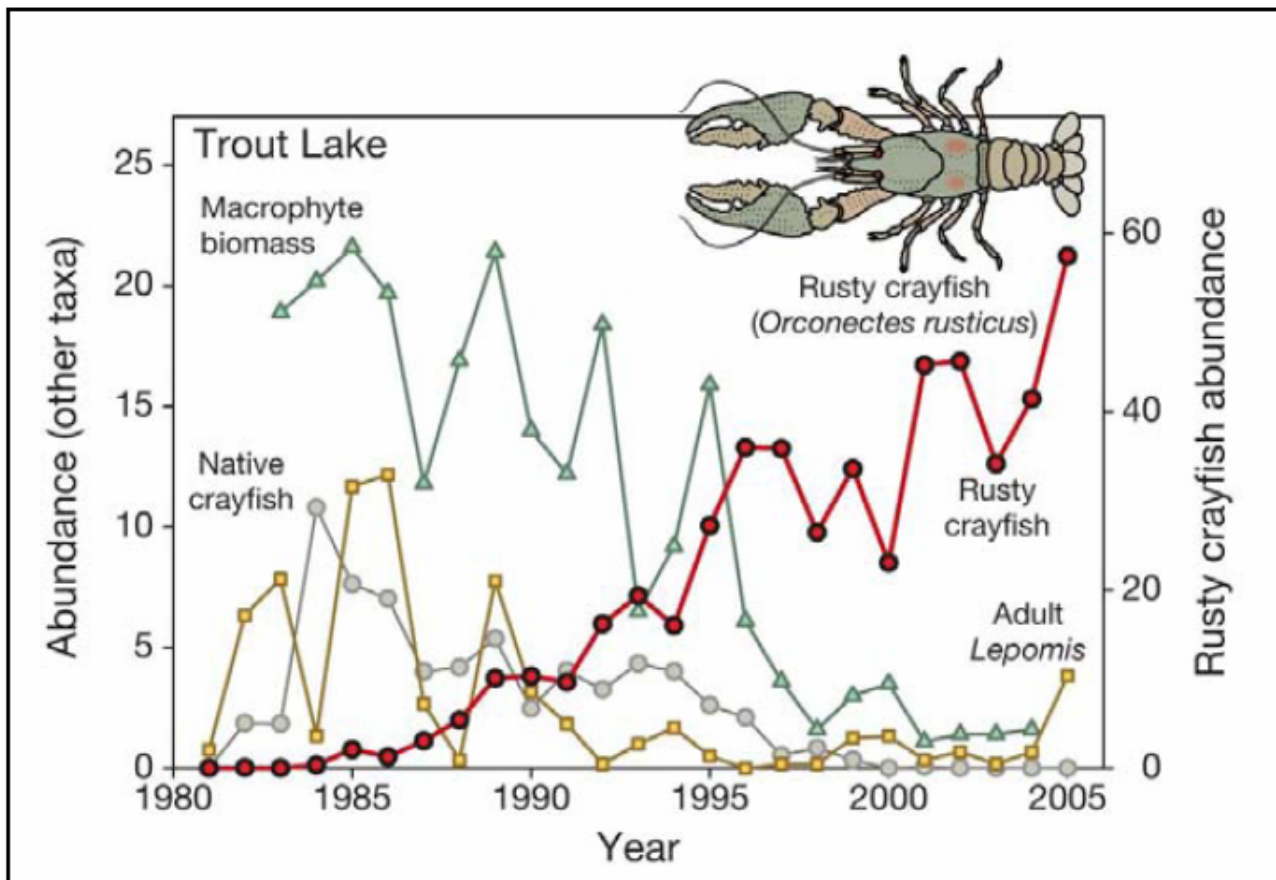 Trout Lake
Macrophyte
biomass
Native
crayfish
Rusty crayfish
(Orconectes rusticus)
Rusty
crayfish
Adult
Lepomis
Abundance (other taxa)
25
20
15
10
5
0
Rusty crayfish abundance
60
40
20
0
1980
1985
1990
1995
2000
2005
Year